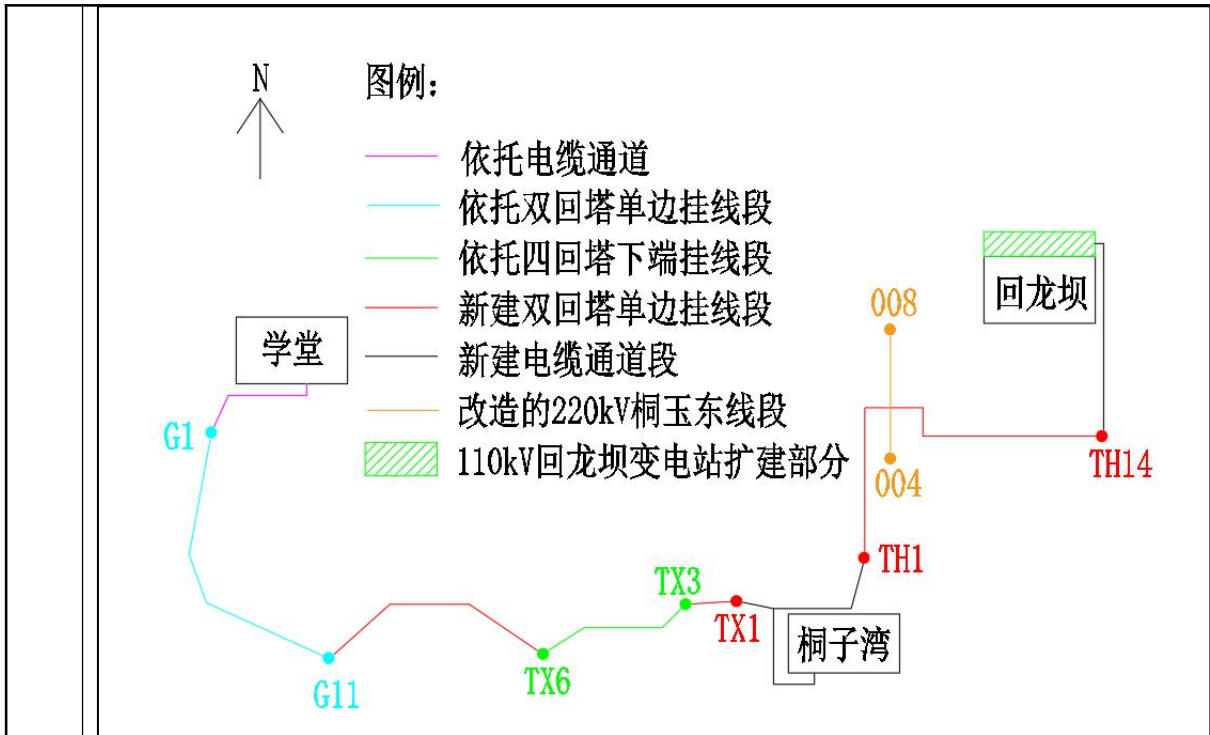 N
图例：
依托电缆通道
依托双回塔单边挂线段
依托四回塔下端挂线段
新建双回塔单边挂线段
新建电缆通道段
改造的220kV桐玉东线段
110kV回龙坝变电站扩建部分
学堂
G1
G11
TX6
TX3
TX1
桐子湾
TH1
008
004
回龙坝
TH14